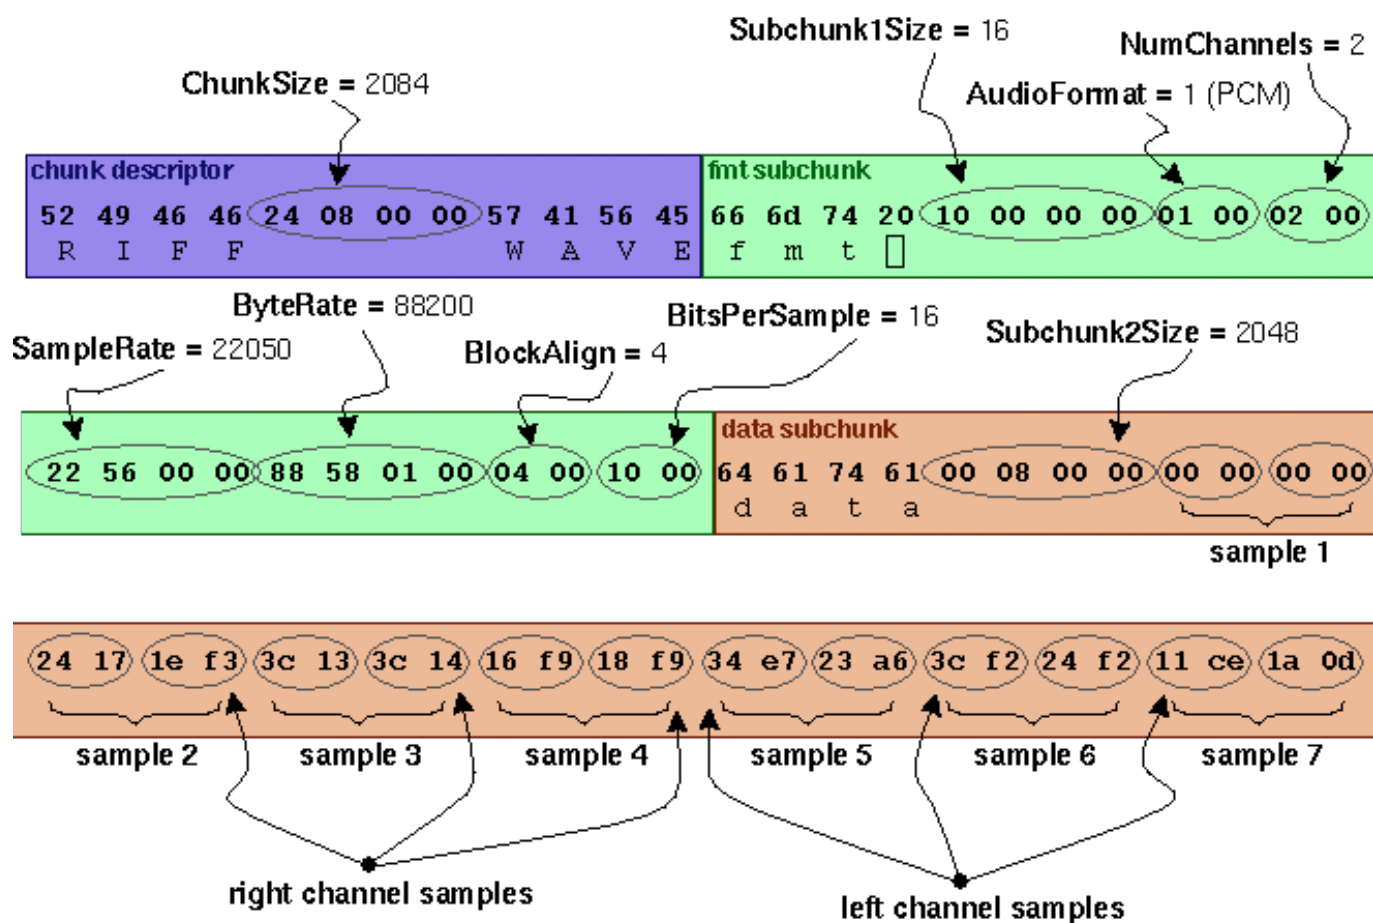 Subchunk1Size = 16
NumChannels = 2
ChunkSize = 2084
AudioFormat = 1 (PCM)
chunk descriptor
fmt subchunk
52 49 46 46 24 08 00 00 57 41 56 45 66 6d 74 20 10 00 00 00 01 00 02 00
R I F F W A V E f m t
ByteRate = 88200
BitsPerSample = 16
Subchunk2Size = 2048
SampleRate = 22050
BlockAlign = 4
data subchunk
22 56 00 00 88 58 01 00 04 00 10 00 64 61 74 61 00 08 00 00 00 00 00 00
d a t a
sample 1
24 17 1e f3 3c 13 3c 14 16 f9 18 f9 34 e7 23 a6 3c f2 24 f2 11 ce 1a 0d
sample 2 sample 3 sample 4 sample 5 sample 6 sample 7
right channel samples
left channel samples